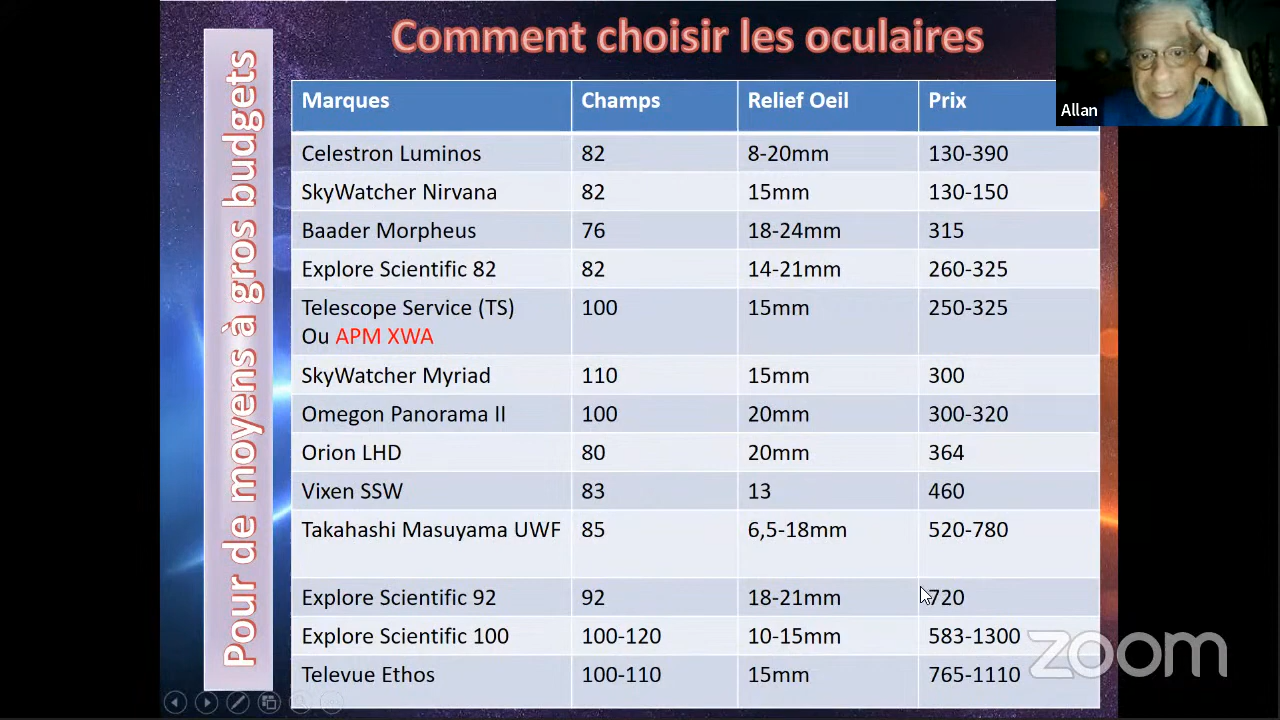 Comment choisir les oculaires
Allan
Pour de moyens à gros budgets
Marques Champs Relief Oeil Prix
Celestron Luminos 82 8-20mm 130-390
SkyWatcher Nirvana 82 15mm 130-150
Baader Morpheus 76 18-24mm 315
Explore Scientific 82 82 14-21mm 260-325
Telescope Service (TS) 100 15mm 250-325
Ou APM XWA
SkyWatcher Myriad 110 15mm 300
Omegon Panorama II 100 20mm 300-320
Orion LHD 80 20mm 364
Vixen SSW 83 13 460
Takahashi Masuyama UWF 85 6,5-18mm 520-780
Explore Scientific 92 92 18-21mm 720
Explore Scientific 100 100-120 10-15mm 583-1300
Televue Ethos 100-110 15mm 765-1110
zoom